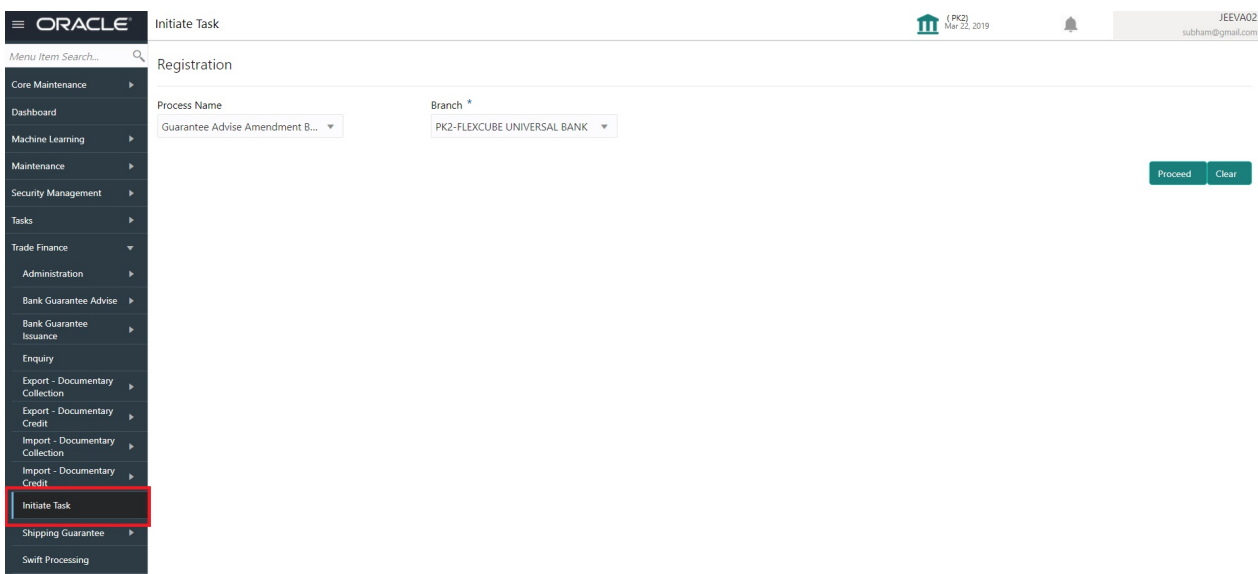 ORACLE
Initiate Task
( PK2)
Mar 22, 2019
JEEVA02
subham@gmail.com
Menu Item Search...
Core Maintenance
Dashboard
Machine Learning
Maintenance
Security Management
Tasks
Trade Finance
Administration
Bank Guarantee Advise
Bank Guarantee
Issuance
Enquiry
Export - Documentary
Collection
Export - Documentary
Credit
Import - Documentary
Collection
Import - Documentary
Credit
Initiate Task
Shipping Guarantee
Swift Processing
Registration
Process Name
Guarantee Advise Amendment B...
Branch *
PK2-FLEXCUBE UNIVERSAL BANK
Proceed
Clear